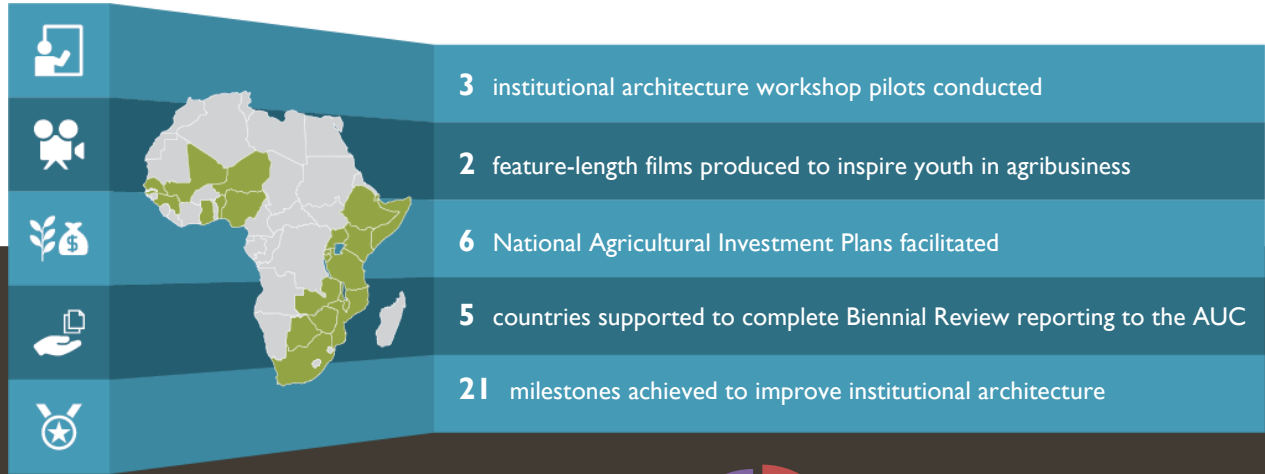 3 institutional architecture workshop pilots conducted
2 feature-length films produced to inspire youth in agribusiness
6 National Agricultural Investment Plans facilitated
5 countries supported to complete Biennial Review reporting to the AUC
21 milestones achieved to improve institutional architecture
$